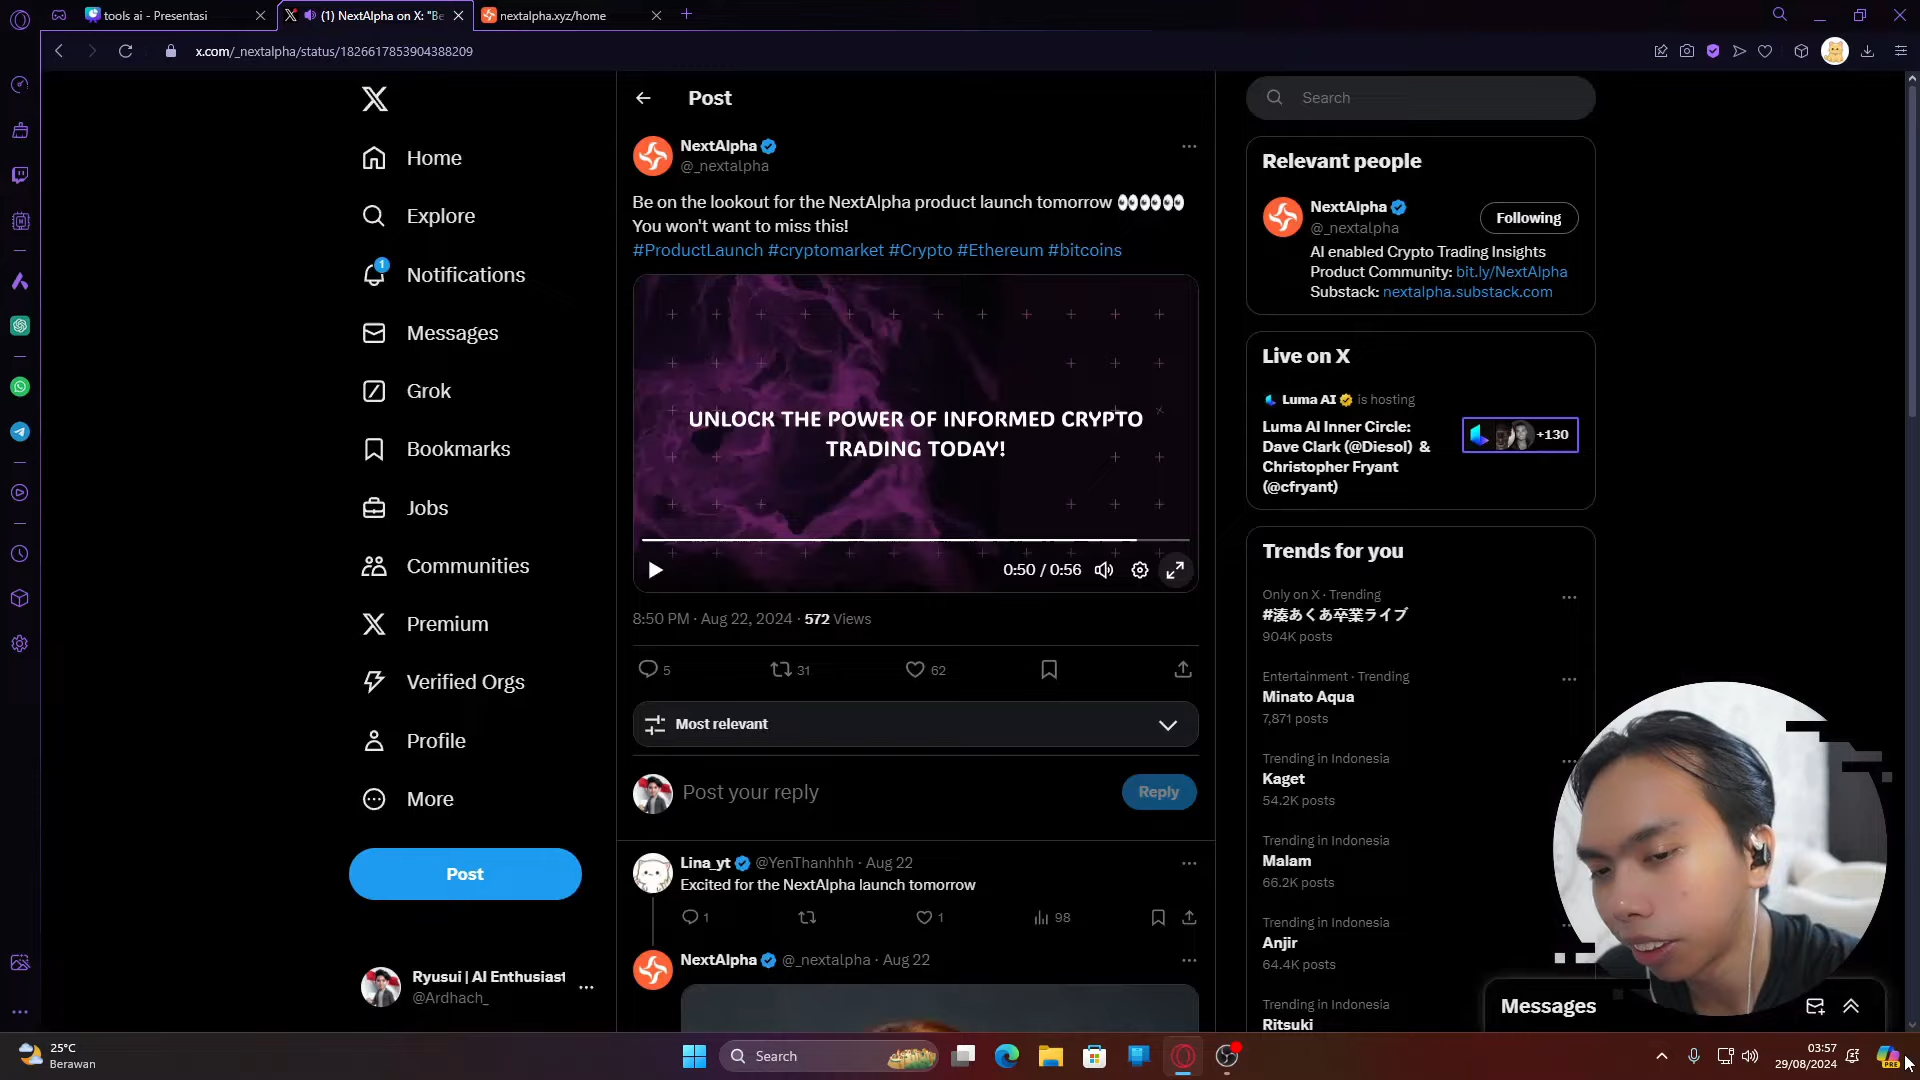 tools ai - Presentasi
(1) NextAlpha on X: "Be
nextalpha.xyz/home
x.com/_nextalpha/status/1826617853904388209
Home
Explore
1
Notifications
Messages
Grok
Bookmarks
Jobs
Communities
Premium
Verified Orgs
Profile
More
Post
Ryusui | AI Enthusiast
@Ardhach_
Post
NextAlpha
@_nextalpha
Be on the lookout for the NextAlpha product launch tomorrow 👀👀👀
You won't want to miss this!
#ProductLaunch #cryptomarket #Crypto #Ethereum #bitcoins
UNLOCK THE POWER OF INFORMED CRYPTO
TRADING TODAY!
0:50 / 0:56
8:50 PM · Aug 22, 2024 · 572 Views
5 31 62
Most relevant
Post your reply
Reply
Lina_yt @YenThanhhh · Aug 22
Excited for the NextAlpha launch tomorrow
1 1 98
NextAlpha @_nextalpha · Aug 22
Search
Relevant people
NextAlpha
@_nextalpha
Following
AI enabled Crypto Trading Insights
Product Community: bit.ly/NextAlpha
Substack: nextalpha.substack.com
Live on X
Luma AI is hosting
Luma AI Inner Circle:
Dave Clark (@Diesol) &
Christopher Fryant
(@cfryant)
+130
Trends for you
Only on X · Trending
#湊あくあ卒業ライブ
904K posts
Entertainment · Trending
Minato Aqua
7,871 posts
Trending in Indonesia
Kaget
54.2K posts
Trending in Indonesia
Malam
66.2K posts
Trending in Indonesia
Anjir
64.4K posts
Trending in Indonesia
Ritsuki
Messages
25°C
Berawan
Search
03:57
29/08/2024
PRE